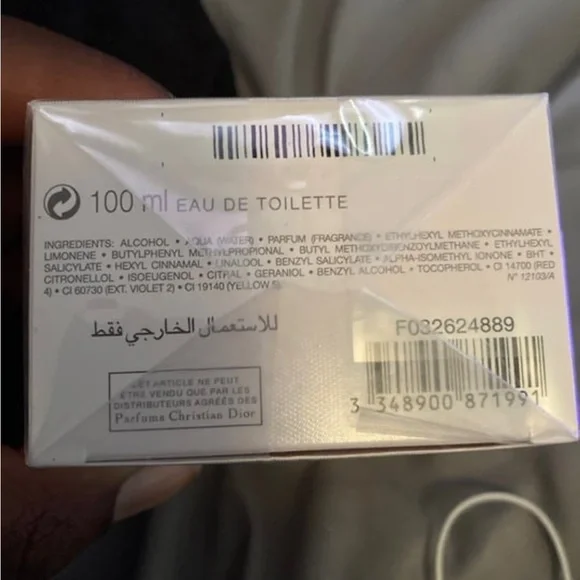 100 ml EAU DE TOILETTE
INGREDIENTS: ALCOHOL • AQUA (WATER) • PARFUM (FRAGRANCE) • ETHYLHEXYL METHOXYCINNAMATE •
LIMONENE • BUTYLPHENYL METHYLPROPIONAL • BUTYL METHOXYDIBENZOYLMETHANE • ETHYLHEXYL
SALICYLATE • HEXYL CINNAMAL • LINALOOL • BENZYL SALICYLATE • ALPHA-ISOMETHYL IONONE • BHT •
CITRONELLOL • ISOEUGENOL • CITRAL • GERANIOL • BENZYL ALCOHOL • TOCOPHEROL • CI 14700 (RED
4) • CI 60730 (EXT. VIOLET 2) • CI 19140 (YELLOW 5)
N° 12103/A
للاستعمال الخارجي فقط
F032624889
CET ARTICLE NE PEUT
ETRE VENDU QUE PAR LES
DISTRIBUTEURS AGRÉÉS DES
Parfums Christian Dior
3 348900 871991